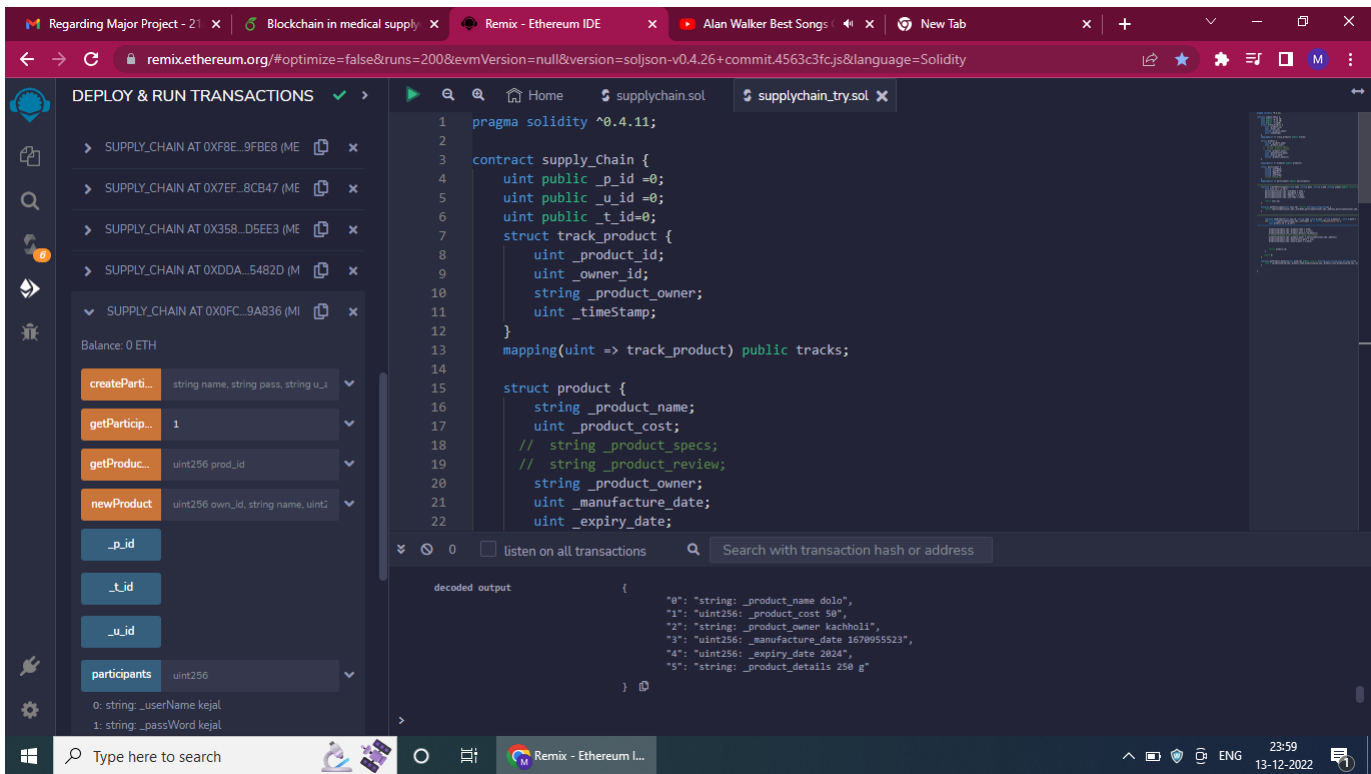 Regarding Major Project - 21
Blockchain in medical supply
Remix - Ethereum IDE
Alan Walker Best Songs
New Tab
remix.ethereum.org/#optimize=false&runs=200&evmVersion=null&version=soljson-v0.4.26+commit.4563c3fc.js&language=Solidity
M
DEPLOY & RUN TRANSACTIONS
Home
supplychain.sol
supplychain_try.sol
SUPPLY_CHAIN AT 0XF8E...9FBE8 (ME
SUPPLY_CHAIN AT 0X7EF...8CB47 (ME
SUPPLY_CHAIN AT 0X358...D5EE3 (ME
6
SUPPLY_CHAIN AT 0XDDA...5482D (M
SUPPLY_CHAIN AT 0X0FC...9A836 (MI
Balance: 0 ETH
createParti... string name, string pass, string u_
getParticip... 1
getProduc... uint256 prod_id
newProduct uint256 own_id, string name, uint2
_p_id
_t_id
_u_id
participants uint256
0: string: _userName kejal
1: string: _passWord kejal
1 pragma solidity ^0.4.11;
2
3 contract supply_Chain {
4 uint public _p_id =0;
5 uint public _u_id =0;
6 uint public _t_id=0;
7 struct track_product {
8 uint _product_id;
9 uint _owner_id;
10 string _product_owner;
11 uint _timeStamp;
12 }
13 mapping(uint => track_product) public tracks;
14
15 struct product {
16 string _product_name;
17 uint _product_cost;
18 // string _product_specs;
19 // string _product_review;
20 string _product_owner;
21 uint _manufacture_date;
22 uint _expiry_date;
0 listen on all transactions Search with transaction hash or address
decoded output {
"0": "string: _product_name dolo",
"1": "uint256: _product_cost 50",
"2": "string: _product_owner kachholi",
"3": "uint256: _manufacture_date 1670955523",
"4": "uint256: _expiry_date 2024",
"5": "string: _product_details 250 g"
}
>
Type here to search
Remix - Ethereum I...
ENG
23:59
13-12-2022
1